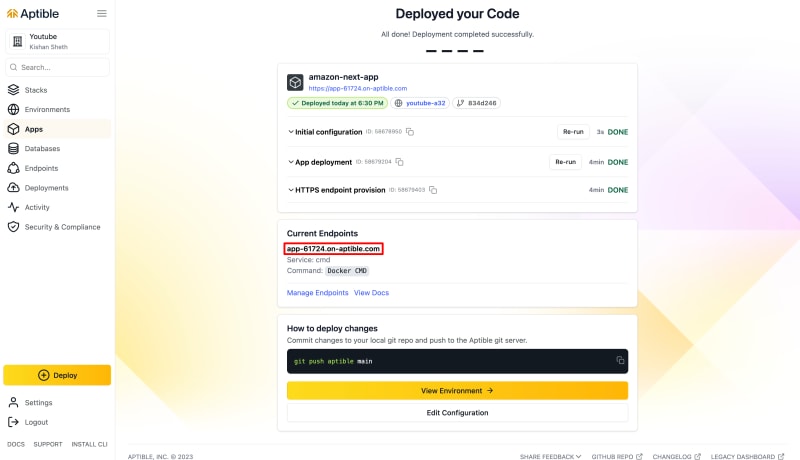 Aptible
Youtube
Kishan Sheth
Search...
Stacks
Environments
Apps
Databases
Endpoints
Deployments
Activity
Security & Compliance
Deploy
Settings
Logout
DOCS SUPPORT INSTALL CLI
Deployed your Code
All done! Deployment completed successfully.
amazon-next-app
https://app-61724.on-aptible.com
Deployed today at 6:30 PM youtube-a32 834d246
Initial configuration ID: 58678950 Re-run 3s DONE
App deployment ID: 58679204 Re-run 4min DONE
HTTPS endpoint provision ID: 58679403 4min DONE
Current Endpoints
app-61724.on-aptible.com
Service: cmd
Command: Docker CMD
Manage Endpoints View Docs
How to deploy changes
Commit changes to your local git repo and push to the Aptible git server.
git push aptible main
View Environment
Edit Configuration
APTIBLE, INC. © 2023 SHARE FEEDBACK GITHUB REPO CHANGELOG LEGACY DASHBOARD